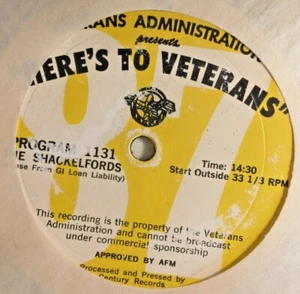 RANS ADMINISTRATION
presents
"HERE'S TO VETERANS"
PROGRAM 1131
THE SHACKELFORDS
(ase From GI Loan Liability)
Time: 14:30
Start Outside 33 1/3 RPM
This recording is the property of the Veterans
Administration and cannot be broadcast
under commercial sponsorship
APPROVED BY AFM
Processed and Pressed by
Century Records